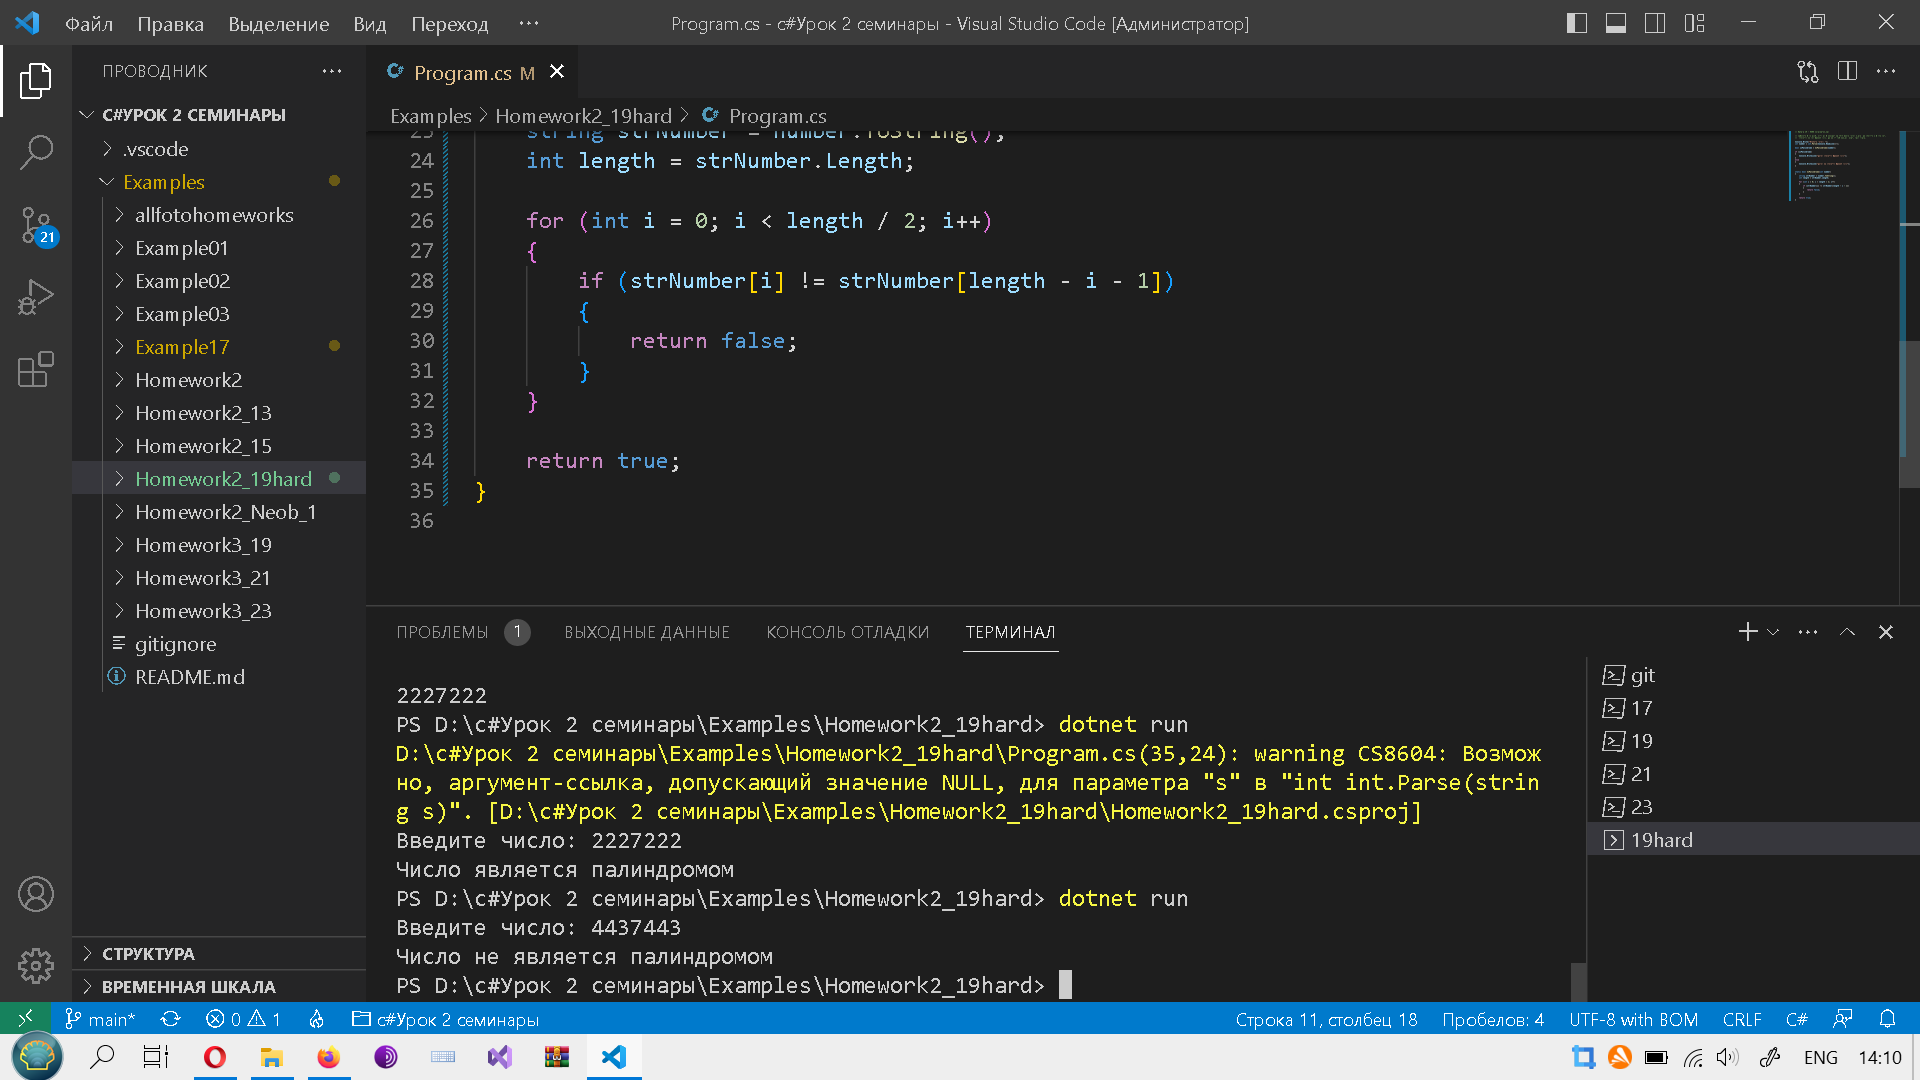 Файл Правка Выделение Вид Переход ··· Program.cs - c#Урок 2 семинары - Visual Studio Code [Администратор]
ПРОВОДНИК ···
Program.cs M
C#УРОК 2 СЕМИНАРЫ
Examples > Homework2_19hard > Program.cs
.vscode
Examples
allfotohomeworks
Example01
Example02
Example03
Example17
Homework2
Homework2_13
Homework2_15
Homework2_19hard
Homework2_Neob_1
Homework3_19
Homework3_21
Homework3_23
gitignore
README.md
СТРУКТУРА
ВРЕМЕННАЯ ШКАЛА
21
23 string strNumber = number.ToString();
24 int length = strNumber.Length;
25
26 for (int i = 0; i < length / 2; i++)
27 {
28 if (strNumber[i] != strNumber[length - i - 1])
29 {
30 return false;
31 }
32 }
33
34 return true;
35 }
36
ПРОБЛЕМЫ 1 ВЫХОДНЫЕ ДАННЫЕ КОНСОЛЬ ОТЛАДКИ ТЕРМИНАЛ
2227222
PS D:\c#Урок 2 семинары\Examples\Homework2_19hard> dotnet run
D:\c#Урок 2 семинары\Examples\Homework2_19hard\Program.cs(35,24): warning CS8604: Возмож
но, аргумент-ссылка, допускающий значение NULL, для параметра "s" в "int int.Parse(strin
g s)". [D:\c#Урок 2 семинары\Examples\Homework2_19hard\Homework2_19hard.csproj]
Введите число: 2227222
Число является палиндромом
PS D:\c#Урок 2 семинары\Examples\Homework2_19hard> dotnet run
Введите число: 4437443
Число не является палиндромом
PS D:\c#Урок 2 семинары\Examples\Homework2_19hard>
git
17
19
21
23
19hard
main* 0 1 c#Урок 2 семинары Строка 11, столбец 18 Пробелов: 4 UTF-8 with BOM CRLF C#
ENG 14:10